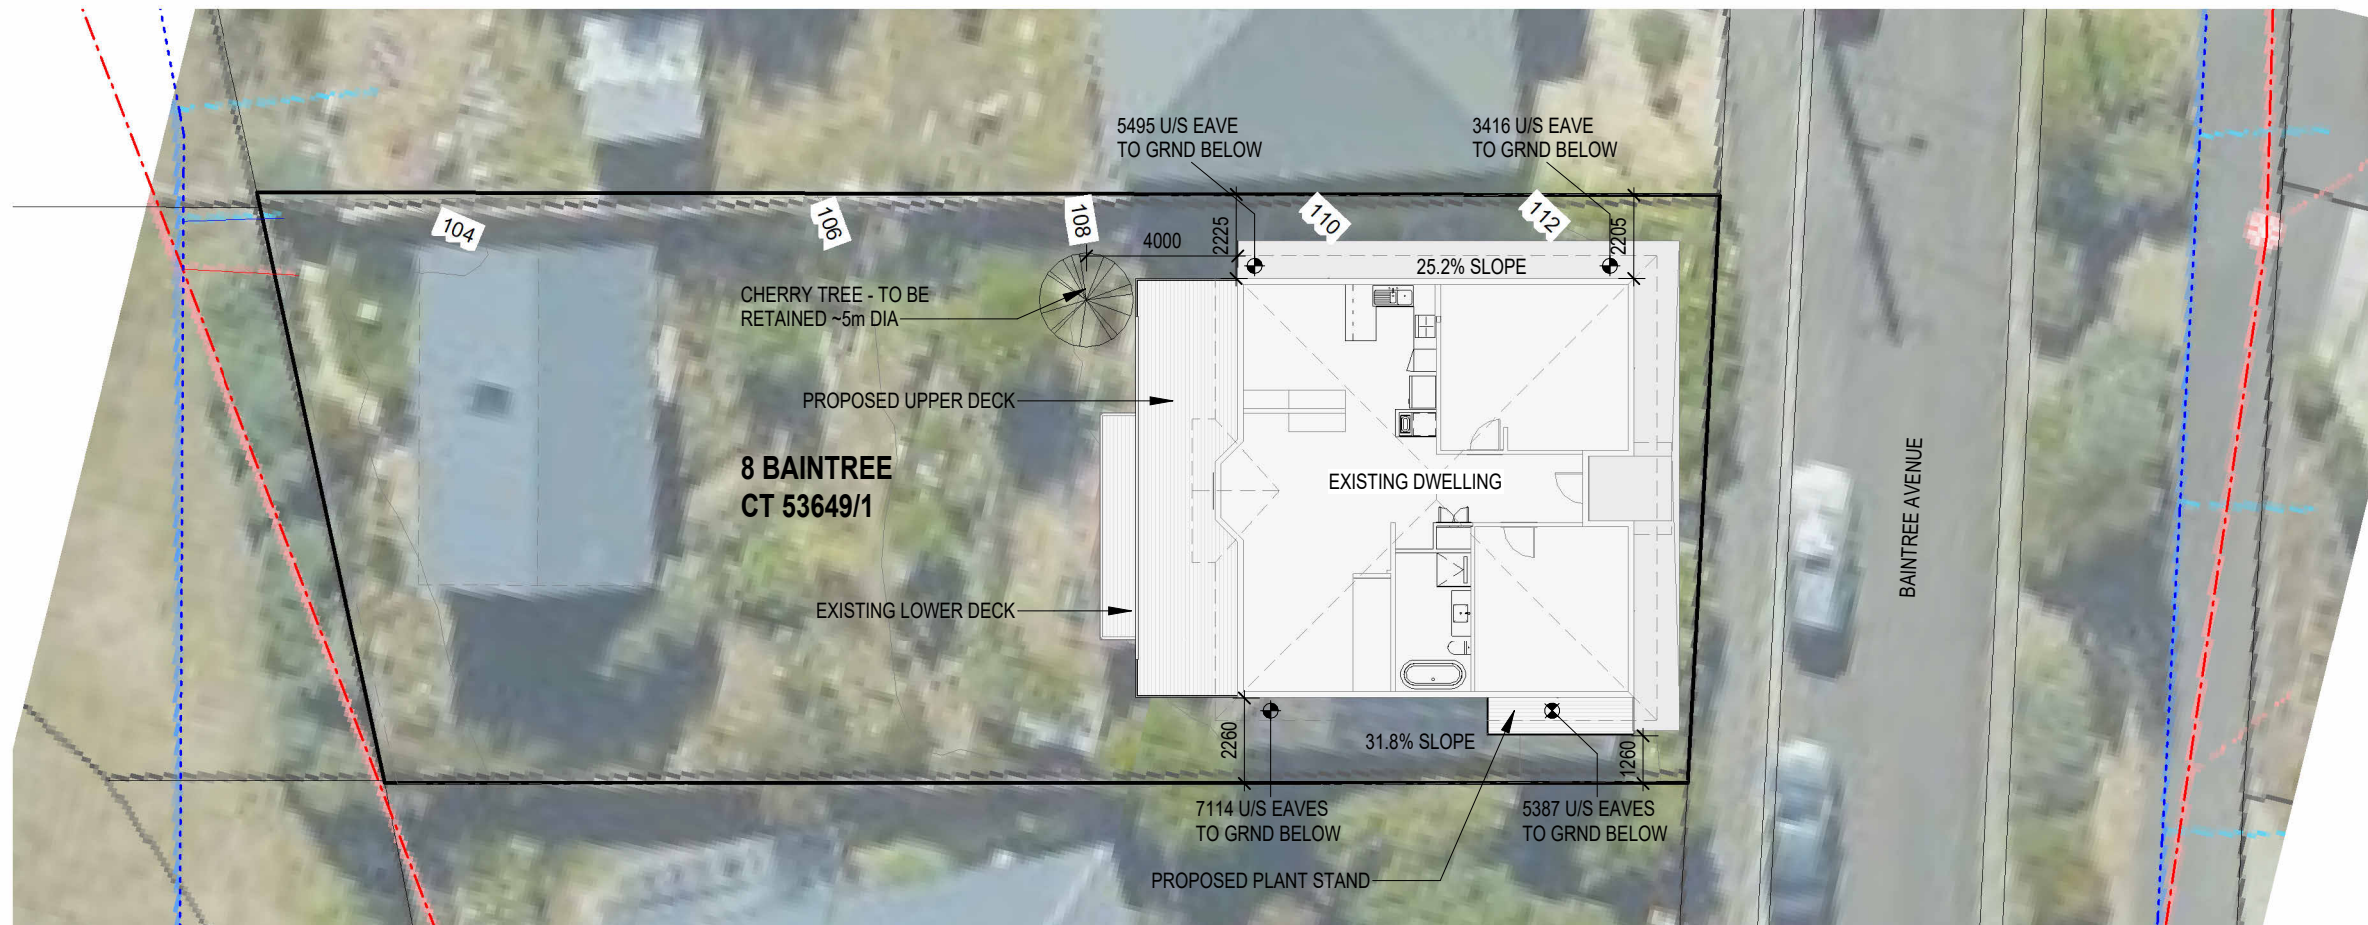 5495 U/S EAVE
TO GRND BELOW
3416 U/S EAVE
TO GRND BELOW
104
106
108
110
112
4000
2225
2205
25.2% SLOPE
CHERRY TREE - TO BE
RETAINED ~5m DIA
PROPOSED UPPER DECK
8 BAINTREE
CT 53649/1
EXISTING DWELLING
BAINTREE AVENUE
EXISTING LOWER DECK
2260
31.8% SLOPE
1260
7114 U/S EAVES
TO GRND BELOW
5387 U/S EAVES
TO GRND BELOW
PROPOSED PLANT STAND